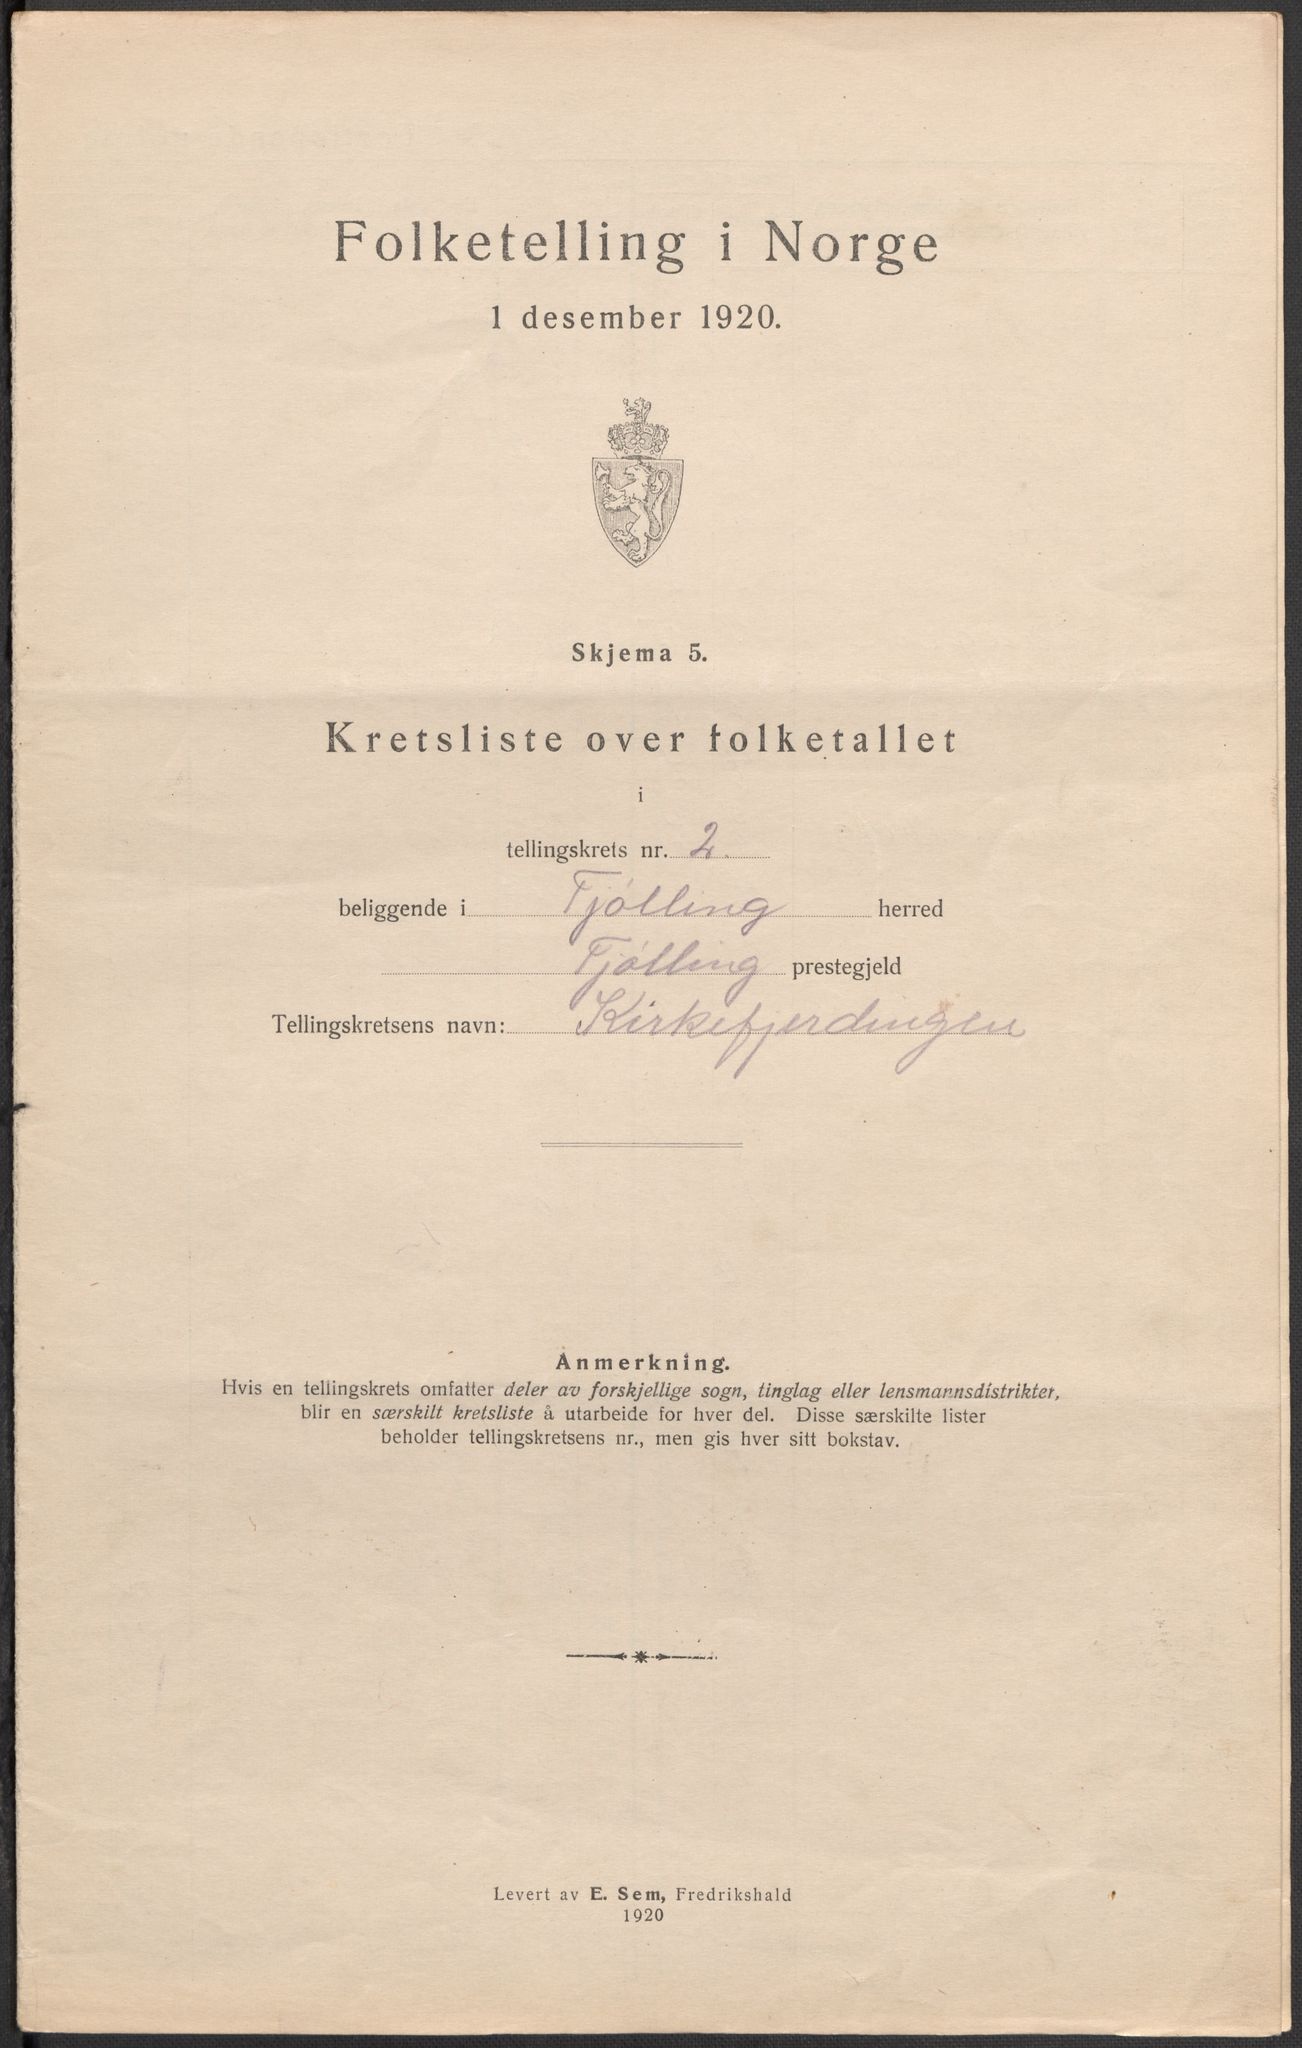 Folketelling i Norge
1 desember 1920.
Skjema 5.
Kretsliste over folketallet
i
tellingskrets nr. 2.
beliggende i Tjølling herred
Tjølling prestegjeld
Tellingskretsens navn: Kirkefjerdingen
Anmerkning.
Hvis en tellingskrets omfatter deler av forskjellige sogn, tinglag eller lensmannsdistrikter,
blir en særskilt kretsliste å utarbeide for hver del. Disse særskilte lister
beholder tellingskretsens nr., men gis hver sitt bokstav.
Levert av E. Sem, Fredrikshald
1920